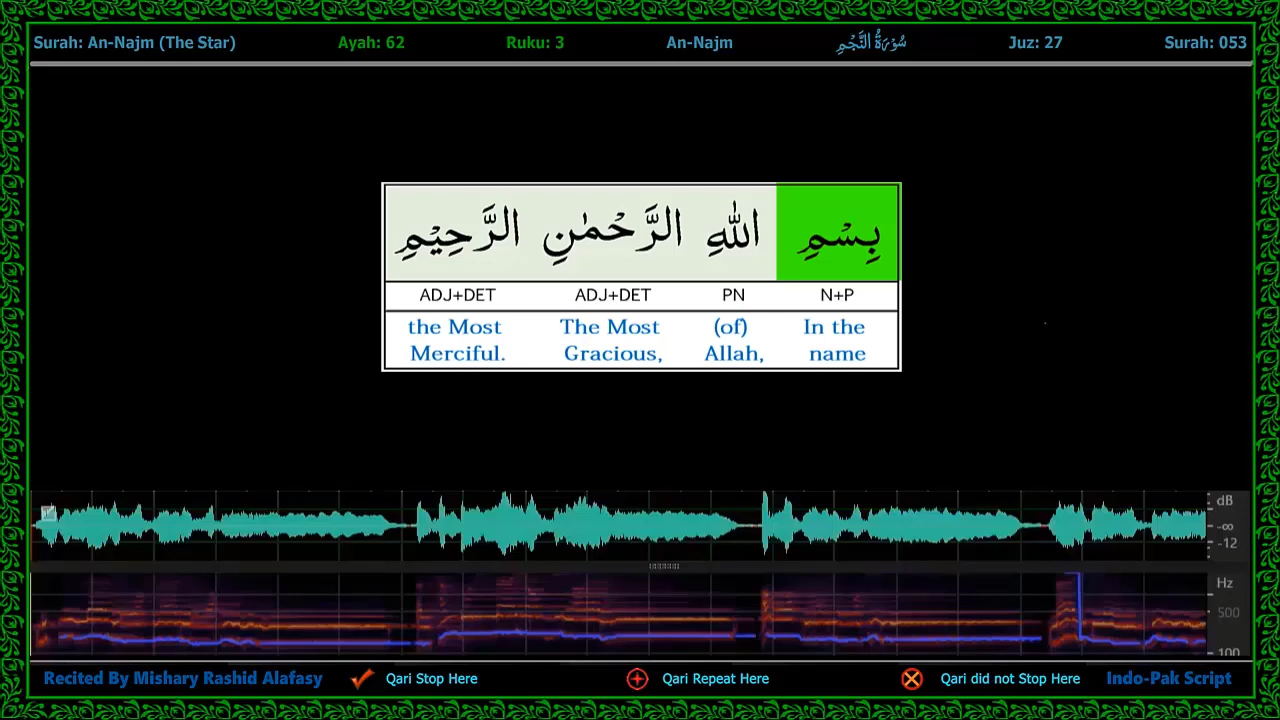 Surah: An-Najm (The Star) Ayah: 62 Ruku: 3 An-Najm سُوْرَةُ النَّجْمِ Juz: 27 Surah: 053
بِسْمِ اللّٰهِ الرَّحْمٰنِ الرَّحِيْمِ
ADJ+DET ADJ+DET PN N+P
the Most The Most (of) In the
Merciful. Gracious, Allah, name
dB
-∞
-12
Hz
500
100
Recited By Mishary Rashid Alafasy Qari Stop Here Qari Repeat Here Qari did not Stop Here Indo-Pak Script